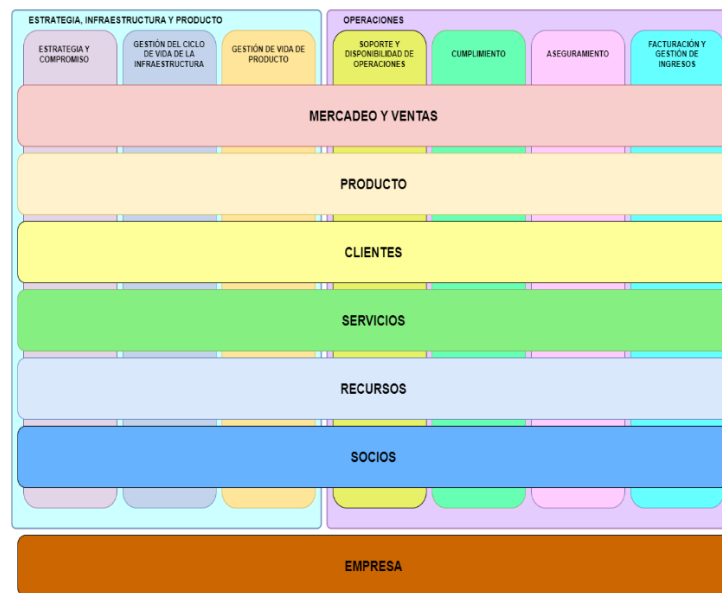 ESTRATEGIA, INFRAESTRUCTURA Y PRODUCTO
OPERACIONES
ESTRATEGIA Y
COMPROMISO
GESTIÓN DEL CICLO
DE VIDA DE LA
INFRAESTRUCTURA
GESTIÓN DE VIDA DE
PRODUCTO
SOPORTE Y
DISPONIBILIDAD DE
OPERACIONES
CUMPLIMIENTO
ASEGURAMIENTO
FACTURACIÓN Y
GESTIÓN DE
INGRESOS
MERCADEO Y VENTAS
PRODUCTO
CLIENTES
SERVICIOS
RECURSOS
SOCIOS
EMPRESA